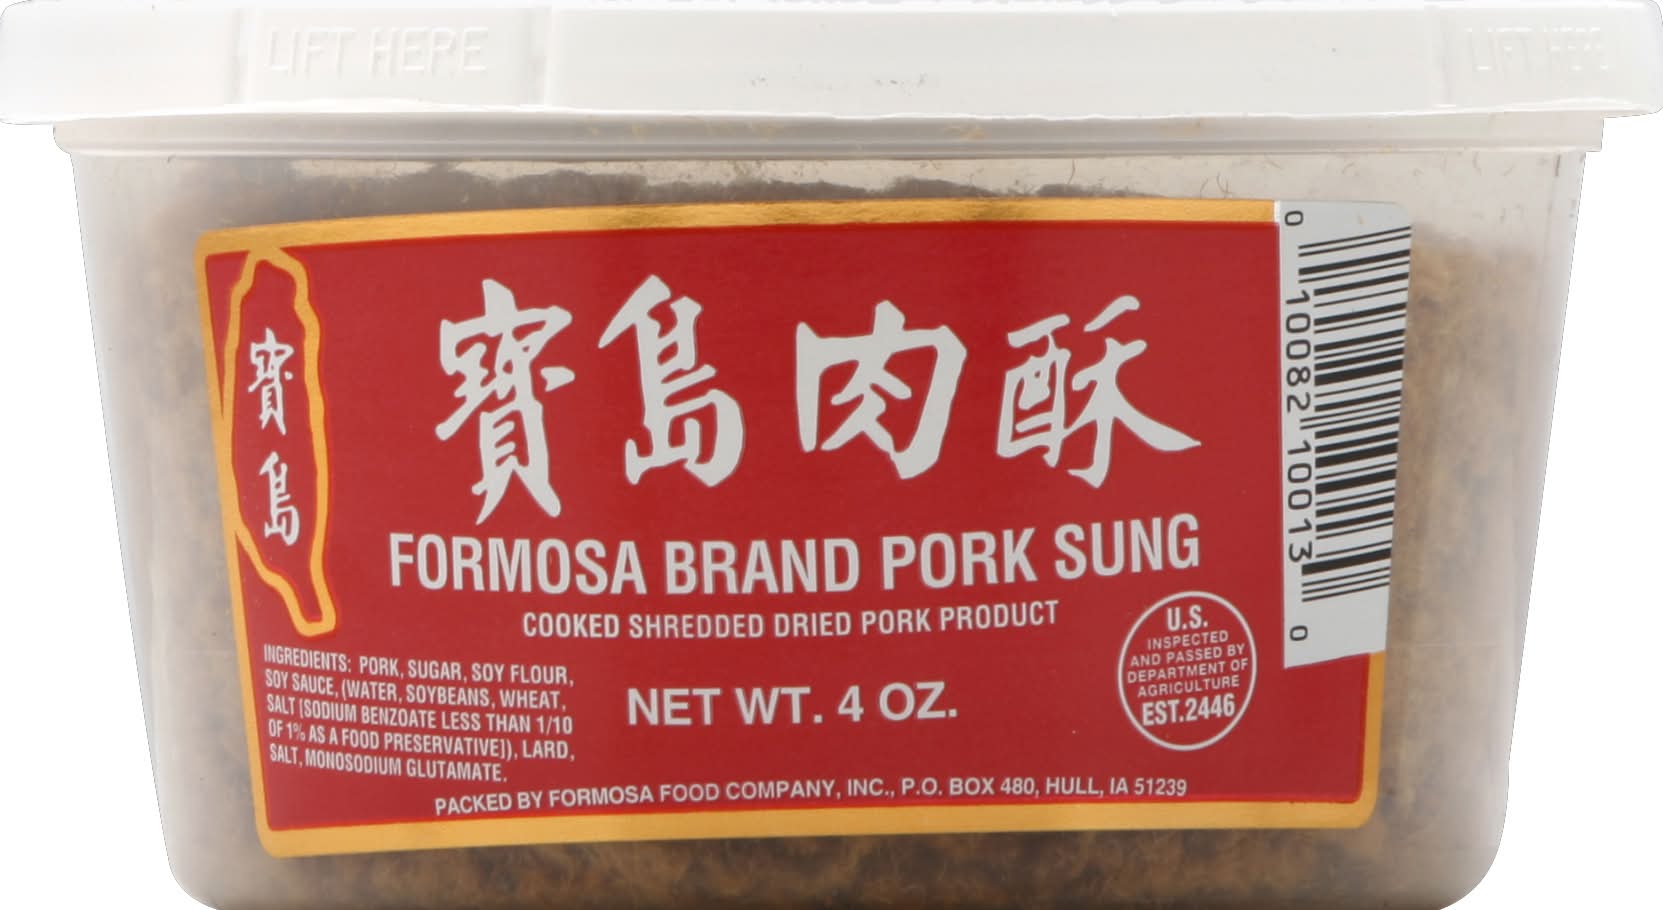 LIFT HERE
LIFT HERE
寶島肉酥
寶
島
FORMOSA BRAND PORK SUNG
COOKED SHREDDED DRIED PORK PRODUCT
INGREDIENTS: PORK, SUGAR, SOY FLOUR,
SOY SAUCE, (WATER, SOYBEANS, WHEAT,
SALT [SODIUM BENZOATE LESS THAN 1/10
OF 1% AS A FOOD PRESERVATIVE]), LARD,
SALT, MONOSODIUM GLUTAMATE.
NET WT. 4 OZ.
U.S.
INSPECTED
AND PASSED BY
DEPARTMENT OF
AGRICULTURE
EST.2446
PACKED BY FORMOSA FOOD COMPANY, INC., P.O. BOX 480, HULL, IA 51239
0 10082 10013 0